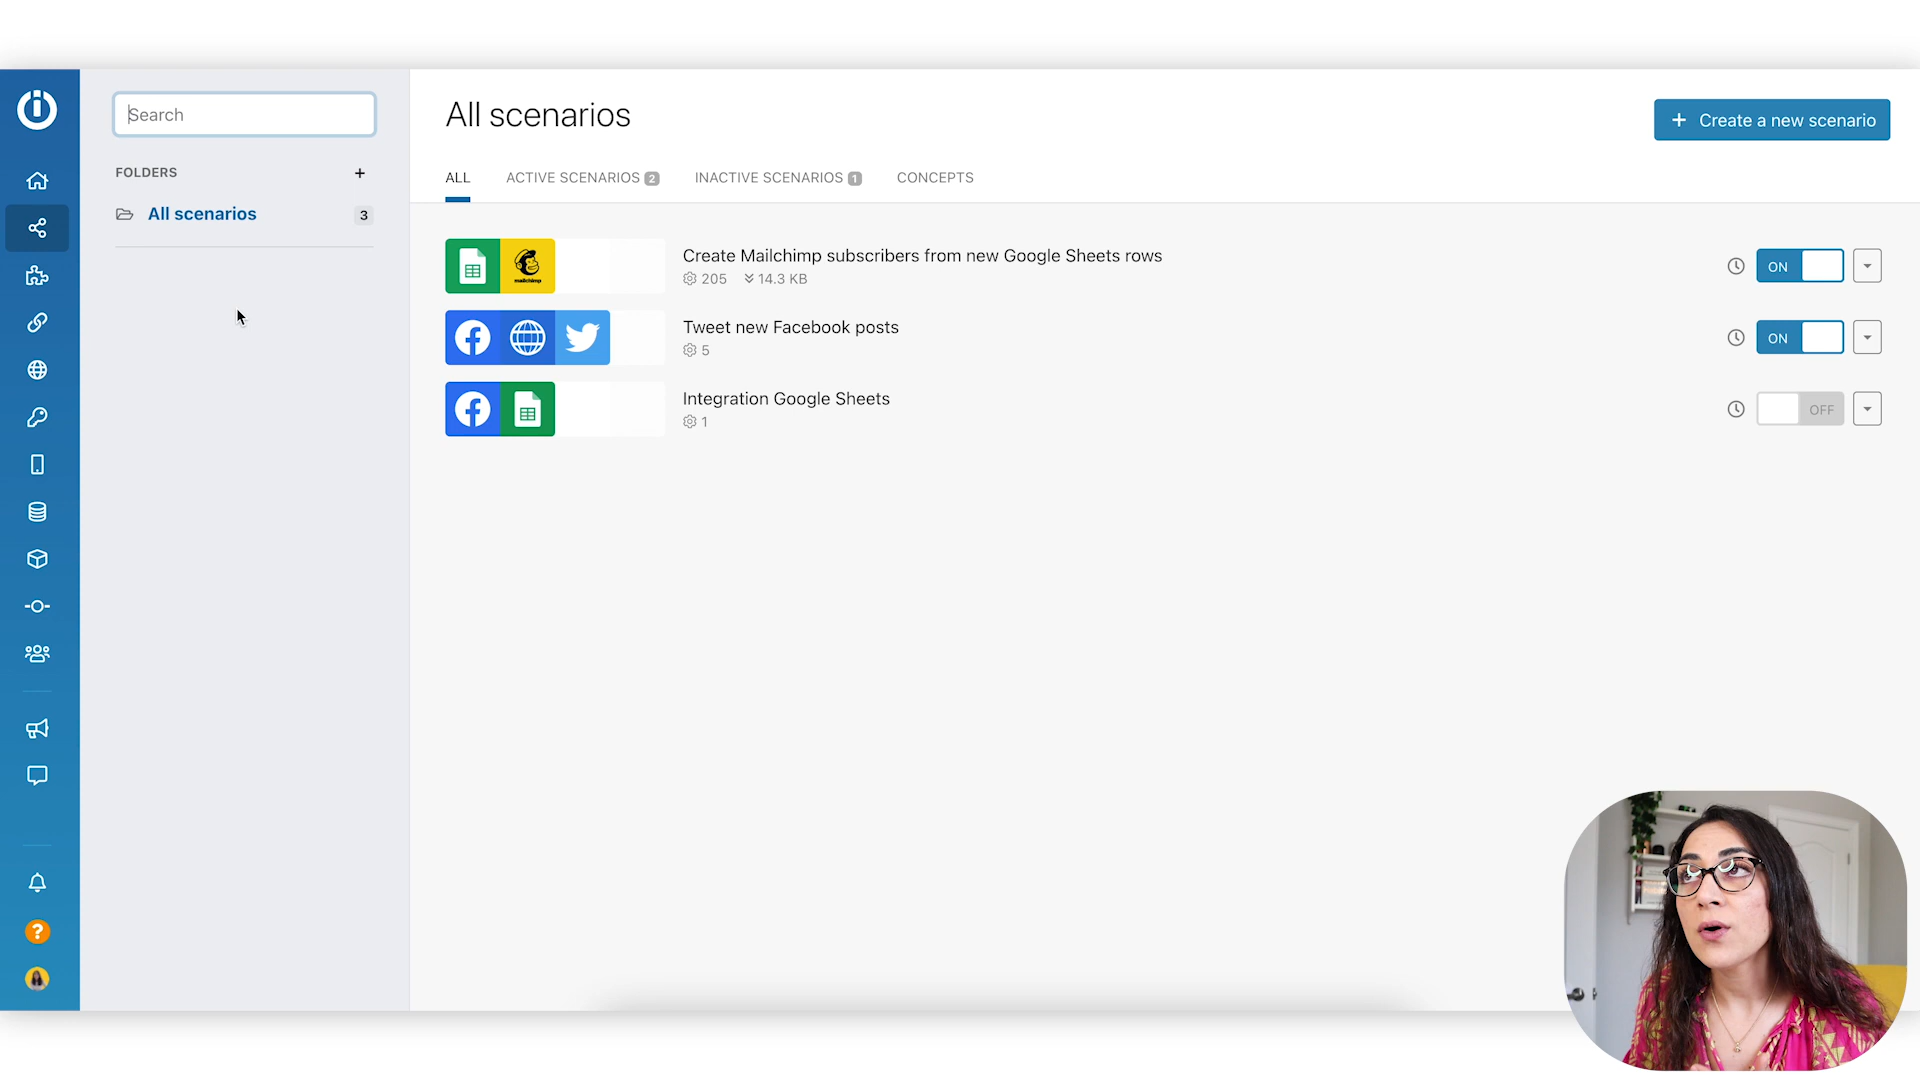 Search
FOLDERS +
All scenarios 3
All scenarios
+ Create a new scenario
ALL ACTIVE SCENARIOS 2 INACTIVE SCENARIOS 1 CONCEPTS
mailchimp
Create Mailchimp subscribers from new Google Sheets rows
205 14.3 KB
ON
Tweet new Facebook posts
5
ON
Integration Google Sheets
1
OFF
?